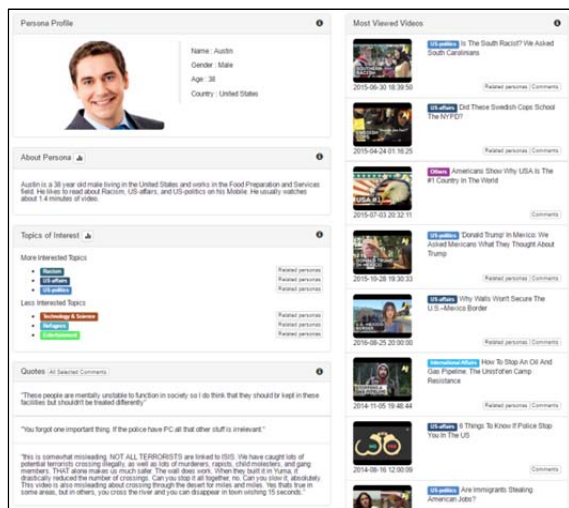 Persona Profile
Name : Austin
Gender : Male
Age : 38
Country : United States
About Persona
Austin is a 38 year old male living in the United States and works in the Food Preparation and Services
field. He likes to read about Racism, US-affairs, and US-politics on his Mobile. He usually watches
about 1.4 minutes of video.
Topics of Interest
More Interested Topics
Racism Related personas
US-affairs Related personas
US-politics Related personas
Less Interested Topics
Technology & Science Related personas
Refugees Related personas
Entertainment Related personas
Quotes All Selected Comments
"These people are mentally unstable to function in society so I do think that they should br kept in these
facilities but shouldn't be treated differently"
"You forgot one important thing. If the police have PC all that other stuff is irrelevant."
"this is somewhat misleading. NOT ALL TERRORISTS are linked to ISIS. We have caught lots of
potential terrorists crossing illegally, as well as lots of murderers, rapists, child molesters, and gang
members. THAT alone makes us much safer. The wall does work. When they built it in Yuma, it
drastically reduced the number of crossings. Can you stop it all together, no. Can you slow it, absolutely.
This video is also misleading about crossing through the desert for miles and miles. Yes thats true in
some areas, but in others, you cross the river and you can disappear in town wishing 15 seconds."
Most Viewed Videos
SOUTHERN
RACISM
US-politics Is The South Racist? We Asked
South Carolinians
2015-06-30 18:39:50 Related personas Comments
SWEDISH
COPS
US-affairs Did These Swedish Cops School
The NYPD?
2015-04-24 01:16:25 Related personas Comments
USA #1
Others Americans Show Why USA Is The
#1 Country In The World
2015-07-03 20:32:11 Comments
US-politics 'Donald Trump' In Mexico: We
Asked Mexicans What They Thought About
Trump
2015-10-28 19:30:33 Related personas Comments
U.S.-MEXICO
BORDER
US-affairs Why Walls Won't Secure The
U.S.–Mexico Border
2016-08-25 20:00:00 Related personas Comments
International Affairs How To Stop An Oil And
Gas Pipeline: The Unist'ot'en Camp
Resistance
2014-11-05 19:48:44 Related personas Comments
US-affairs 9 Things To Know If Police Stop
You In The US
2014-08-16 12:00:09 Comments
US-politics Are Immigrants Stealing
American Jobs?